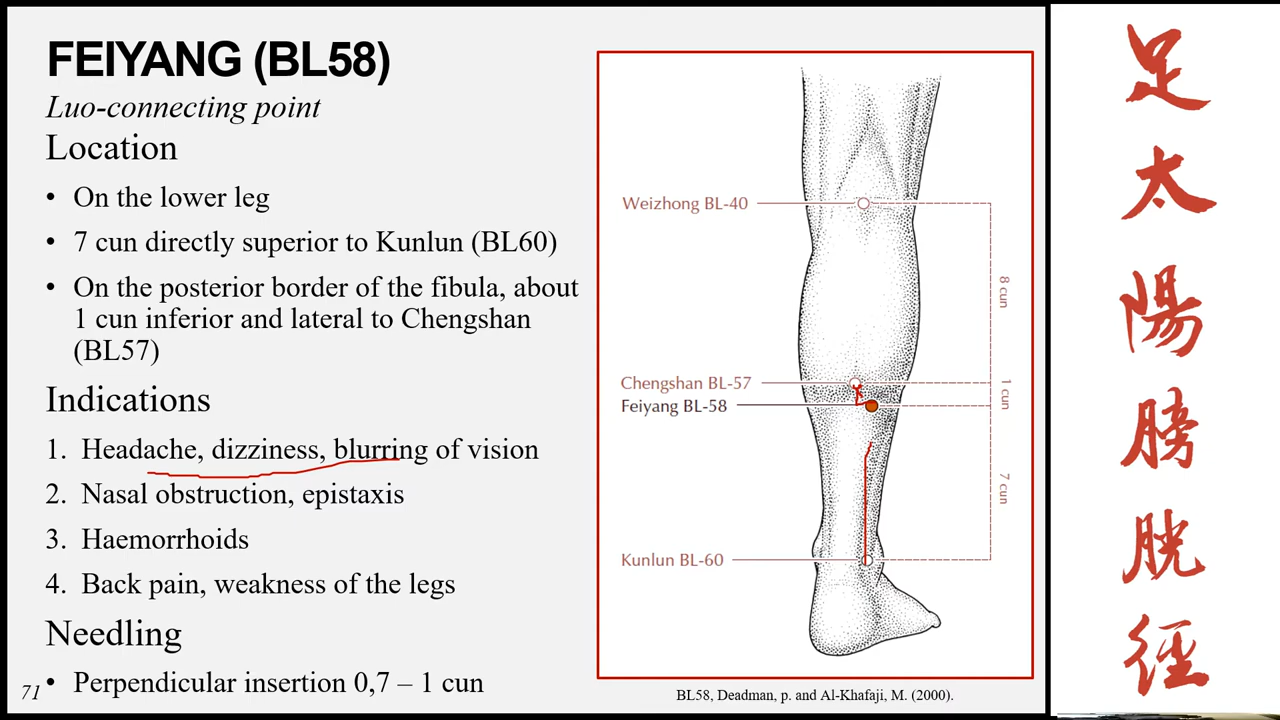 FEIYANG (BL58)
Luo-connecting point
Location
• On the lower leg
• 7 cun directly superior to Kunlun (BL60)
• On the posterior border of the fibula, about
1 cun inferior and lateral to Chengshan
(BL57)
Indications
1. Headache, dizziness, blurring of vision
2. Nasal obstruction, epistaxis
3. Haemorrhoids
4. Back pain, weakness of the legs
Needling
• Perpendicular insertion 0,7 – 1 cun
71
Weizhong BL-40
8 cun
Chengshan BL-57
1 cun
Feiyang BL-58
7 cun
Kunlun BL-60
BL58, Deadman, p. and Al-Khafaji, M. (2000).
足
太
陽
膀
胱
徑